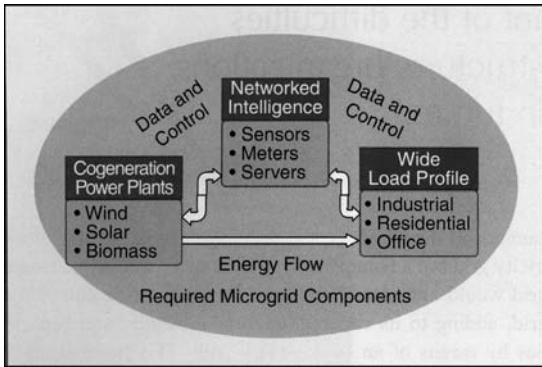 Data and
Control
Networked
Intelligence
• Sensors
• Meters
• Servers
Data and
Control
Cogeneration
Power Plants
• Wind
• Solar
• Biomass
Wide
Load Profile
• Industrial
• Residential
• Office
Energy Flow
Required Microgrid Components